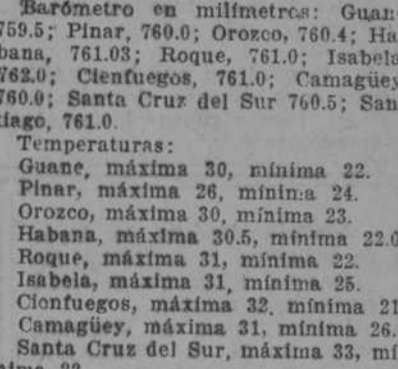 Barómetro en milímetros: Guane
759.5; Pinar, 760.0; Orozco, 760.4; Ha
bana, 761.03; Roque, 761.0; Isabela
762.0; Cienfuegos, 761.0; Camagüey
760.0; Santa Cruz del Sur 760.5; San
tiago, 761.0.
Temperaturas:
Guane, máxima 30, mínima 22.
Pinar, máxima 26, mínima 24.
Orozco, máxima 30, mínima 23.
Habana, máxima 30.5, mínima 22.0
Roque, máxima 31, mínima 22.
Isabela, máxima 31, mínima 25.
Cionfuegos, máxima 32, mínima 21
Camagüey, máxima 31, mínima 26.
Santa Cruz del Sur, máxima 33, mí